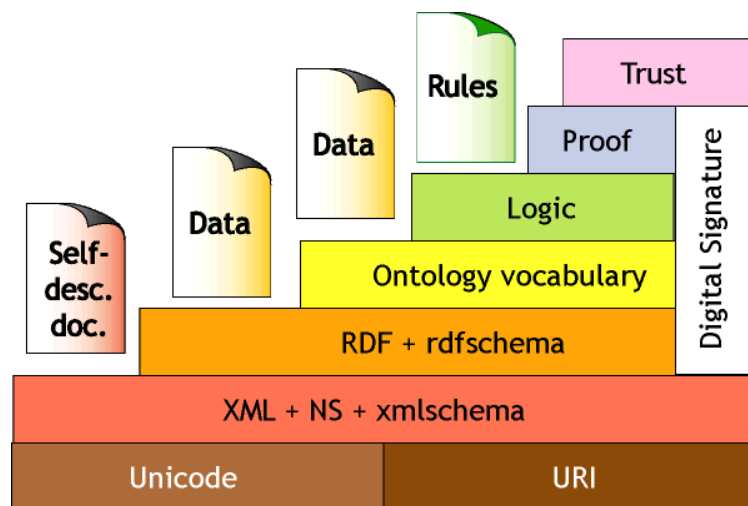 Rules
Trust
Data
Proof
Data
Logic
Self-
desc.
doc.
Ontology vocabulary
Digital Signature
RDF + rdfschema
XML + NS + xmlschema
Unicode
URI